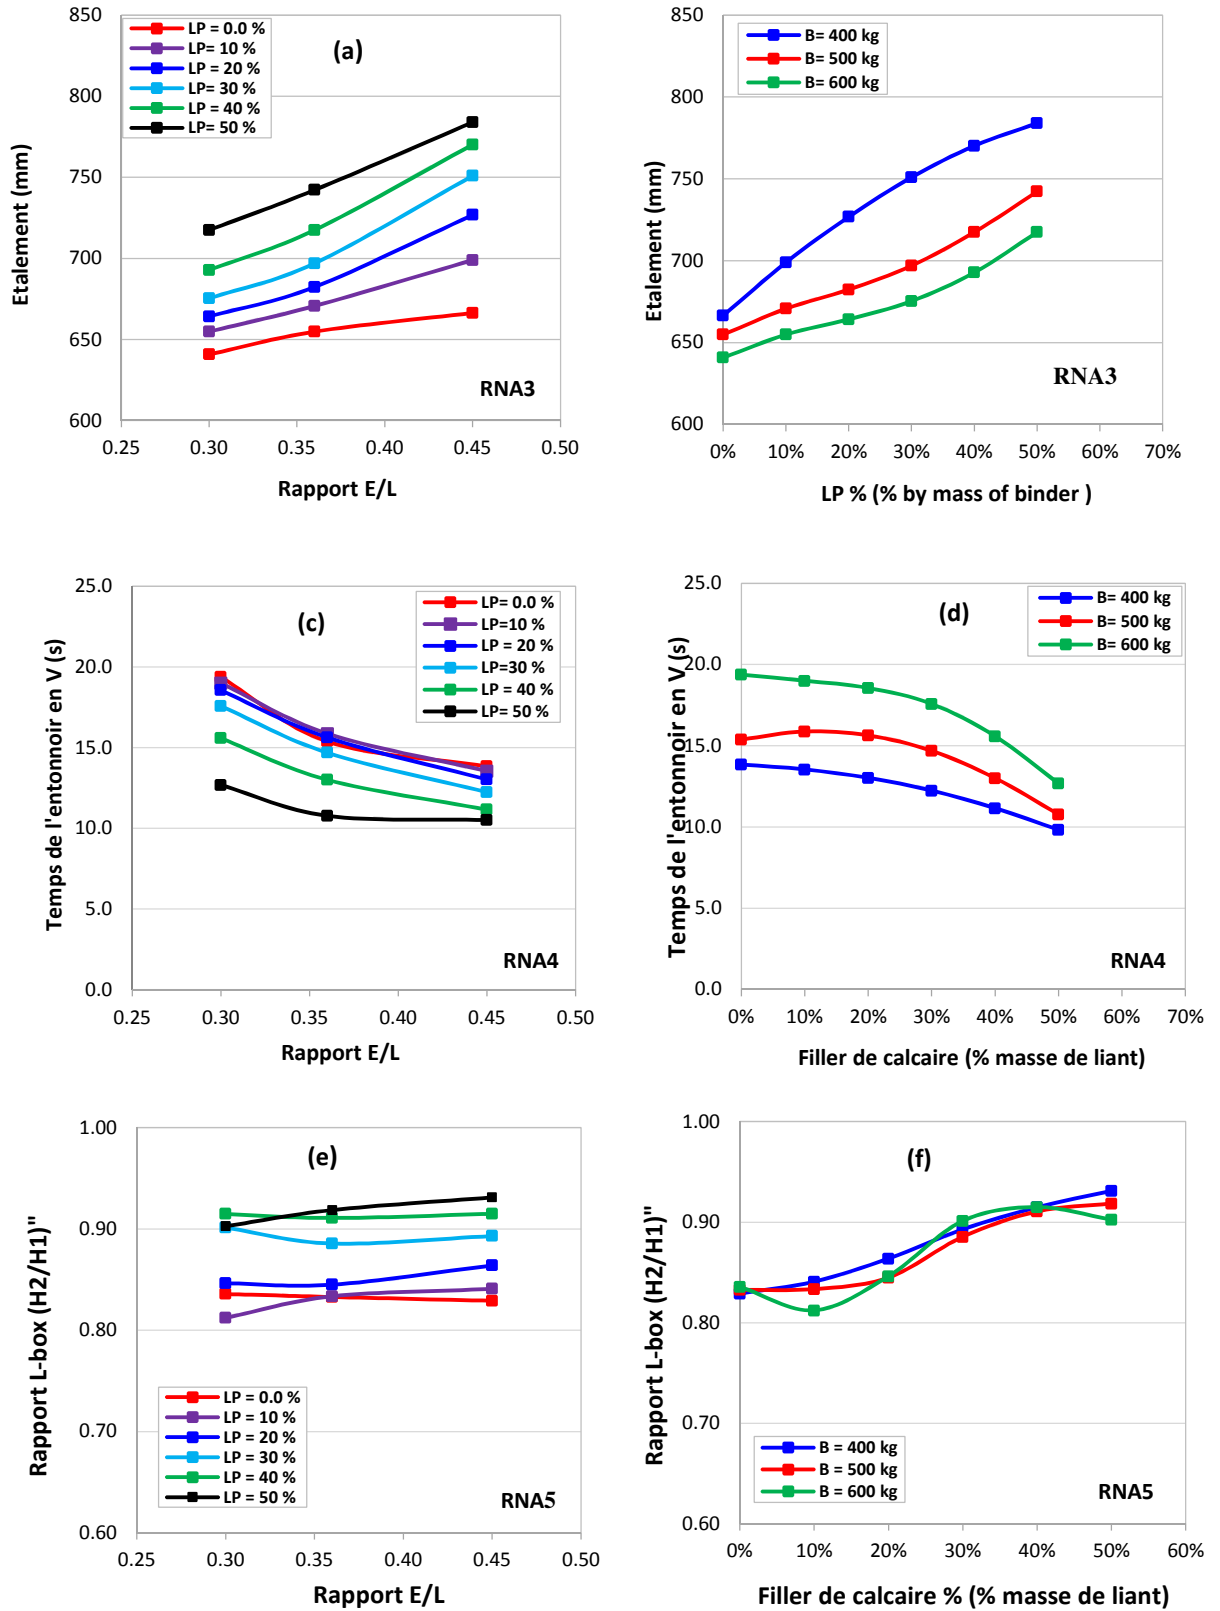 850
800
750
700
650
600
0.25
0.30
0.35
0.40
0.45
0.50
Etalement (mm)
Rapport E/L
LP = 0.0 %
LP= 10 %
LP = 20 %
LP= 30 %
LP = 40 %
LP= 50 %
(a)
RNA3
850
800
750
700
650
600
0%
10%
20%
30%
40%
50%
60%
70%
Etalement (mm)
LP % (% by mass of binder )
B= 400 kg
B= 500 kg
B= 600 kg
RNA3
25.0
20.0
15.0
10.0
5.0
0.0
0.25
0.30
0.35
0.40
0.45
0.50
Temps de l'entonnoir en V (s)
Rapport E/L
(c)
LP= 0.0 %
LP=10 %
LP = 20 %
LP=30 %
LP = 40 %
LP= 50 %
RNA4
25.0
20.0
15.0
10.0
5.0
0.0
0%
10%
20%
30%
40%
50%
60%
70%
Temps de l'entonnoir en V (s)
Filler de calcaire (% masse de liant)
(d)
B= 400 kg
B= 500 kg
B= 600 kg
RNA4
1.00
0.90
0.80
0.70
0.60
0.25
0.30
0.35
0.40
0.45
0.50
Rapport L-box (H2/H1)"
Rapport E/L
(e)
LP = 0.0 %
LP = 10 %
LP = 20 %
LP = 30 %
LP = 40 %
LP = 50 %
RNA5
1.00
0.90
0.80
0.70
0.60
0%
10%
20%
30%
40%
50%
60%
Rapport L-box (H2/H1)"
Filler de calcaire % (% masse de liant)
(f)
B = 400 kg
B = 500 kg
B = 600 kg
RNA5